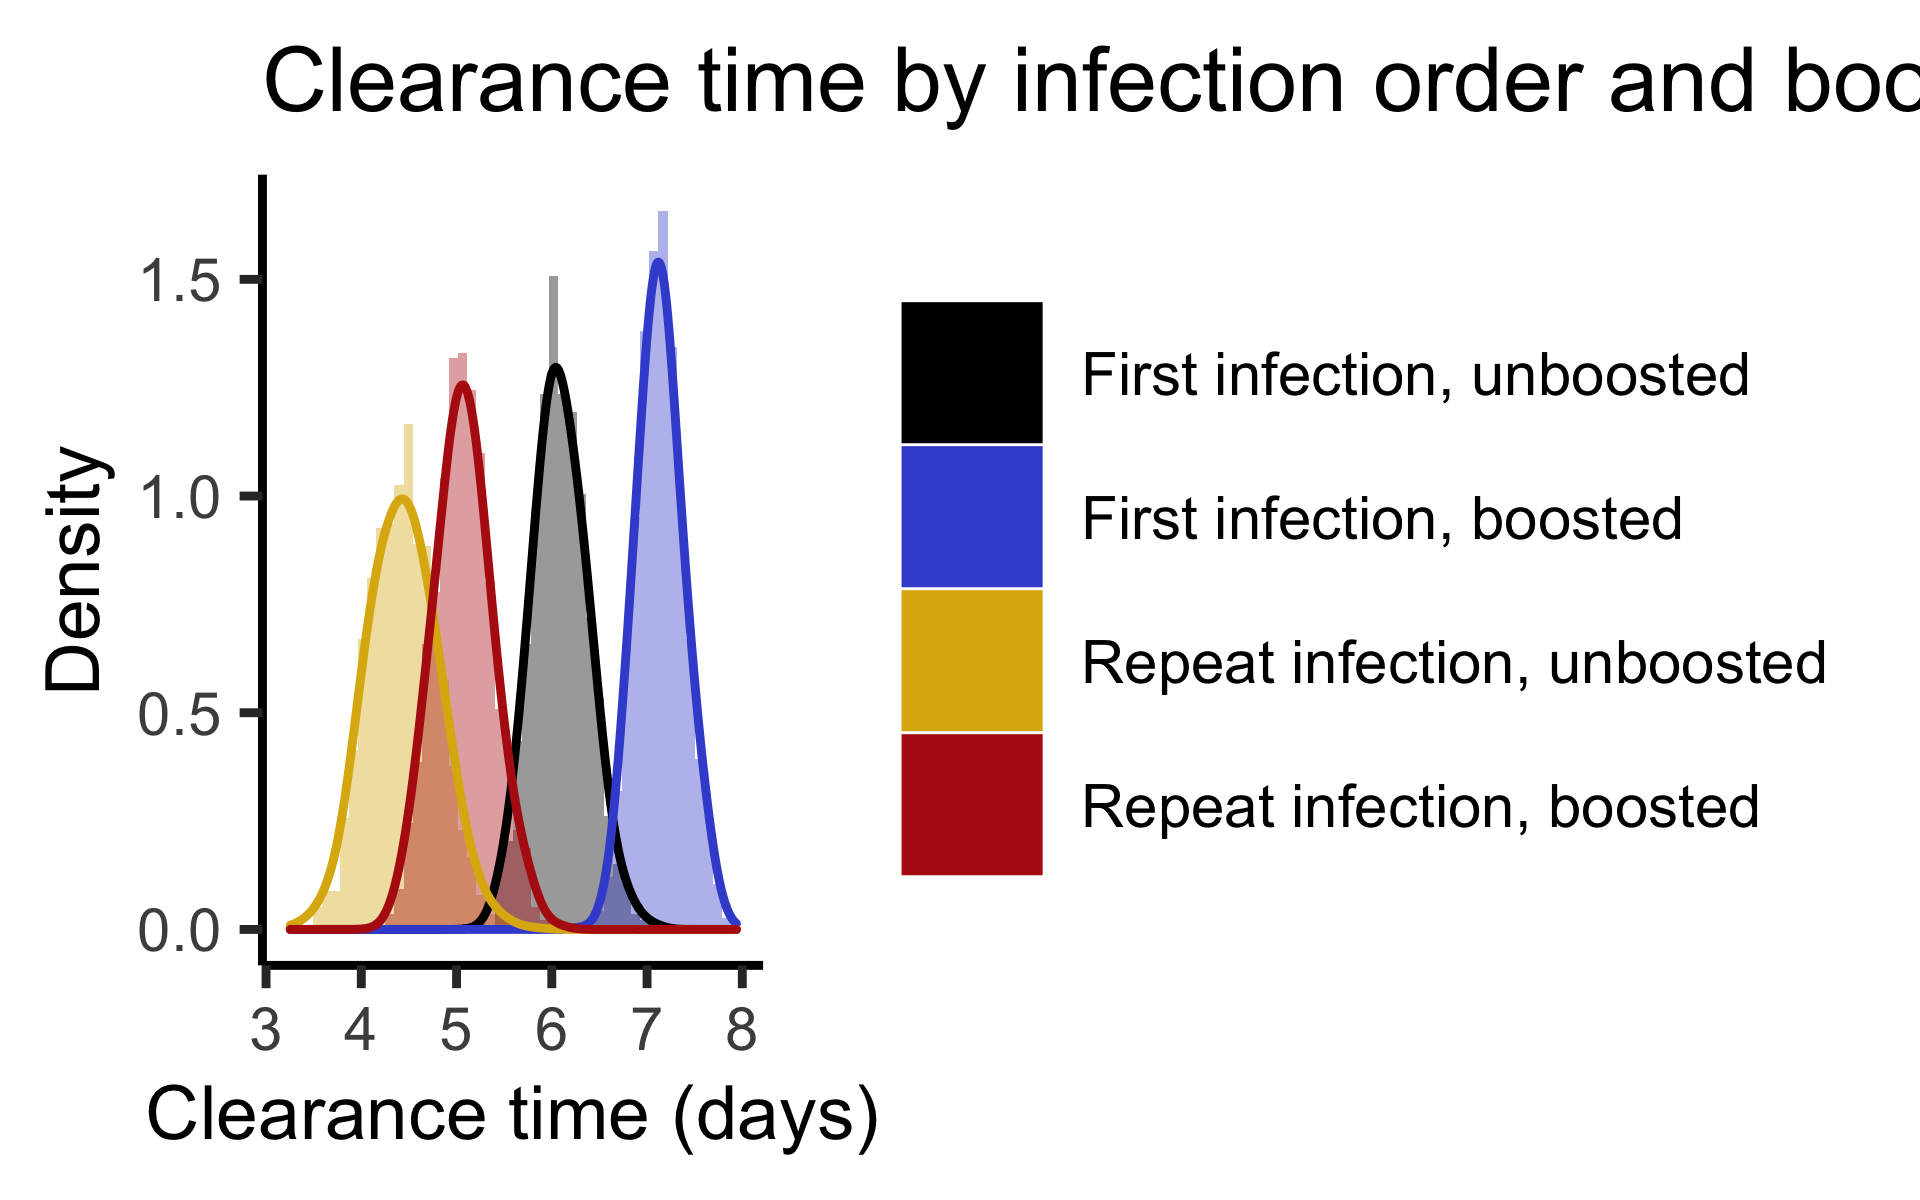 Clearance time by infection order and
Density
1.5
1.0
0.5
0.0
3 4 5 6 7 8
Clearance time (days)
First infection, unboosted
First infection, boosted
Repeat infection, unboosted
Repeat infection, boosted